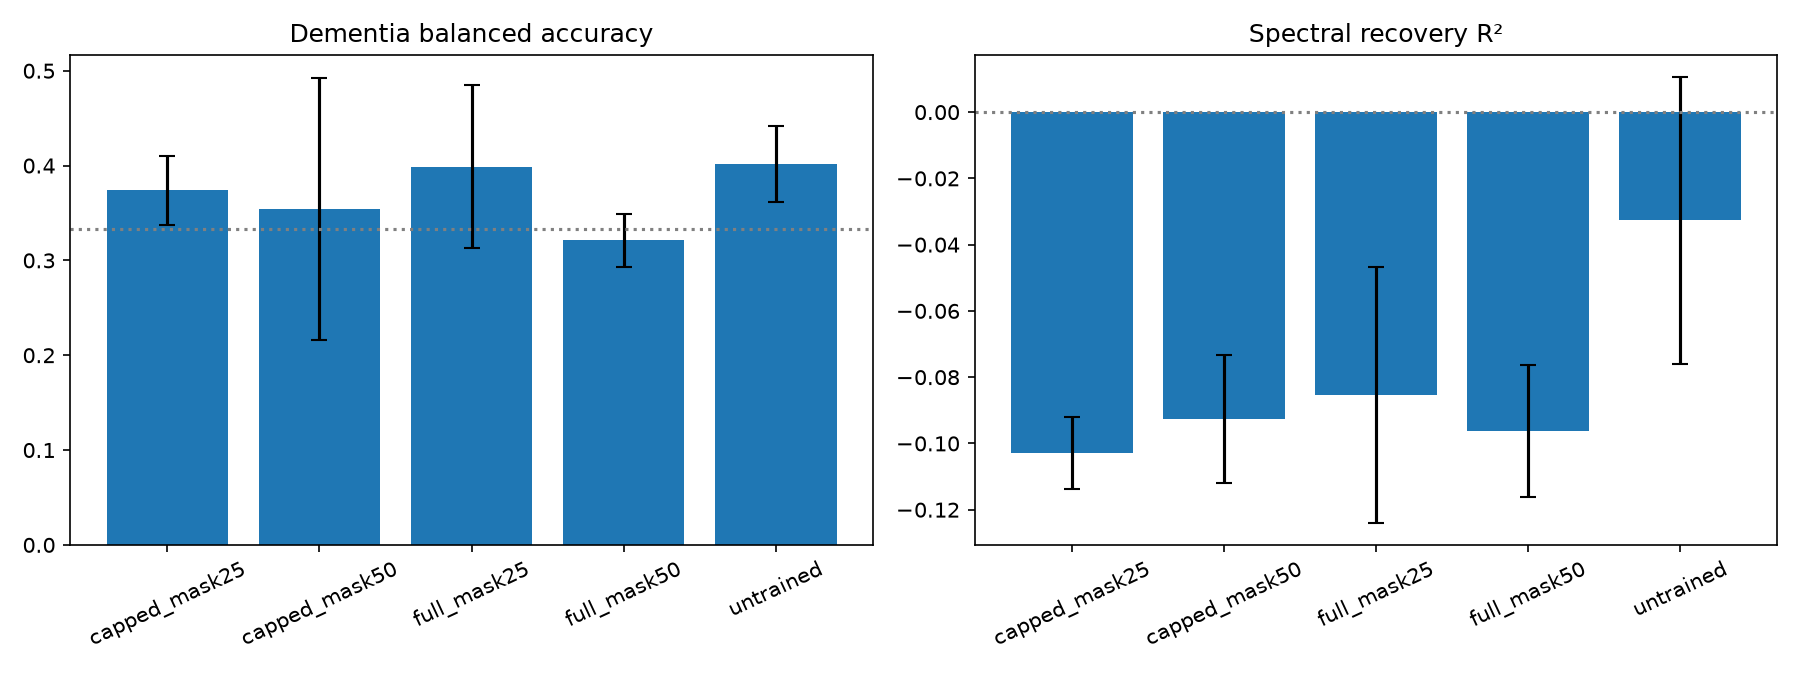 Dementia balanced accuracy
0.5
0.4
0.3
0.2
0.1
0.0
capped_mask25
capped_mask50
full_mask25
full_mask50
untrained
Spectral recovery R²
0.00
−0.02
−0.04
−0.06
−0.08
−0.10
−0.12
capped_mask25
capped_mask50
full_mask25
full_mask50
untrained